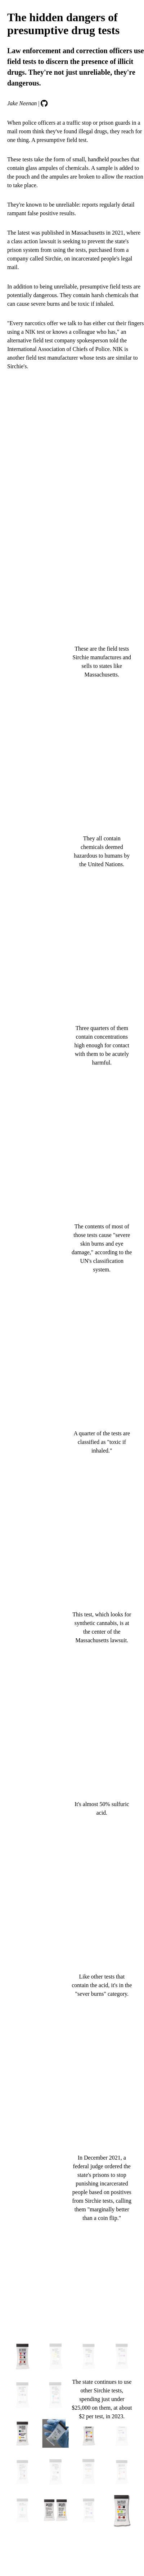 The hidden dangers of
presumptive drug tests
Law enforcement and correction officers use
field tests to discern the presence of illicit
drugs. They're not just unreliable, they're
dangerous.
Jake Neenan |
When police officers at a traffic stop or prison guards in a
mail room think they've found illegal drugs, they reach for
one thing. A presumptive field test.
These tests take the form of small, handheld pouches that
contain glass ampules of chemicals. A sample is added to
the pouch and the ampules are broken to allow the reaction
to take place.
They're known to be unreliable: reports regularly detail
rampant false positive results.
The latest was published in Massachusetts in 2021, where
a class action lawsuit is seeking to prevent the state's
prison system from using the tests, purchased from a
company called Sirchie, on incarcerated people's legal
mail.
In addition to being unreliable, presumptive field tests are
potentially dangerous. They contain harsh chemicals that
can cause severe burns and be toxic if inhaled.
"Every narcotics offer we talk to has either cut their fingers
using a NIK test or knows a colleague who has," an
alternative field test company spokesperson told the
International Association of Chiefs of Police. NIK is
another field test manufacturer whose tests are similar to
Sirchie's.
These are the field tests
Sirchie manufactures and
sells to states like
Massachusetts.
They all contain
chemicals deemed
hazardous to humans by
the United Nations.
Three quarters of them
contain concentrations
high enough for contact
with them to be acutely
harmful.
The contents of most of
those tests cause "severe
skin burns and eye
damage," according to the
UN's classification
system.
A quarter of the tests are
classified as "toxic if
inhaled."
This test, which looks for
synthetic cannabis, is at
the center of the
Massachusetts lawsuit.
It's almost 50% sulfuric
acid.
Like other tests that
contain the acid, it's in the
"sever burns" category.
In December 2021, a
federal judge ordered the
state's prisons to stop
punishing incarcerated
people based on positives
from Sirchie tests, calling
them "marginally better
than a coin flip."
The state continues to use
other Sirchie tests,
spending just under
$25,000 on them, at about
$2 per test, in 2023.